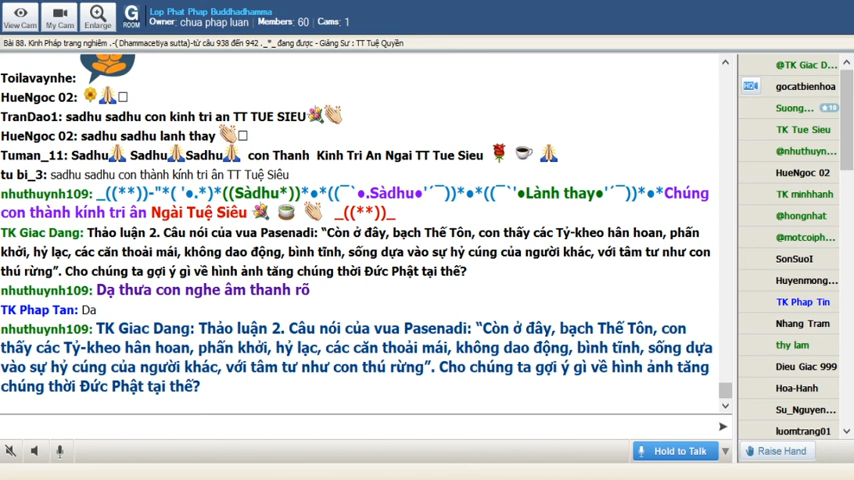 Lop Phat Phap Buddhadhamma
Owner: chua phap luan , Members: 60 , Cams: 1
View Cam
My Cam
Enlarge
G
ROOM
Bài 88. Kinh Pháp trang nghiêm .-( Dhammacetiya sutta)-từ câu 938 đến 942 ._*_ đang được - Giảng Sư : TT Tuệ Quyền
Toilavaynhe:
HueNgoc 02:
TranDao1: sadhu sadhu con kinh tri an TT TUE SIEU
HueNgoc 02: sadhu sadhu lanh thay
Tuman_11: Sadhu Sadhu Sadhu con Thanh Kinh Tri An Ngai TT Tue Sieu
tu bi_3: sadhu sadhu con thành kính tri ân TT Tuệ Siêu
nhuthuynh109: _((**))-"*( '●.*)*((Sàdhu*))*●*((¯`●.Sàdhu●'´¯))*●*((¯`'●Lành thay●'´¯))*●*Chúng
con thành kính tri ân Ngài Tuệ Siêu _((**))_
TK Giac Dang: Thảo luận 2. Câu nói của vua Pasenadi: “Còn ở đây, bạch Thế Tôn, con thấy các Tỷ-kheo hân hoan, phấn
khởi, hỷ lạc, các căn thoải mái, không dao động, bình tĩnh, sống dựa vào sự hỷ cúng của người khác, với tâm tư như con
thú rừng”. Cho chúng ta gợi ý gì về hình ảnh tăng chúng thời Đức Phật tại thế?
nhuthuynh109: Dạ thưa con nghe âm thanh rõ
TK Phap Tan: Da
nhuthuynh109: TK Giac Dang: Thảo luận 2. Câu nói của vua Pasenadi: “Còn ở đây, bạch Thế Tôn, con
thấy các Tỷ-kheo hân hoan, phấn khởi, hỷ lạc, các căn thoải mái, không dao động, bình tĩnh, sống dựa
vào sự hỷ cúng của người khác, với tâm tư như con thú rừng”. Cho chúng ta gợi ý gì về hình ảnh tăng
chúng thời Đức Phật tại thế?
Hold to Talk
@TK Giac D...
HD
gocatbienhoa
Suong...
18
TK Tue Sieu
@nhuthuyn...
HueNgoc 02
TK minhhanh
@hongnhat
@motcoiph...
SonSuoI
Huyenmong...
TK Phap Tin
Nhang Tram
thy lam
Dieu Giac 999
Hoa-Hanh
Su_Nguyen...
luomtrang01
Raise Hand